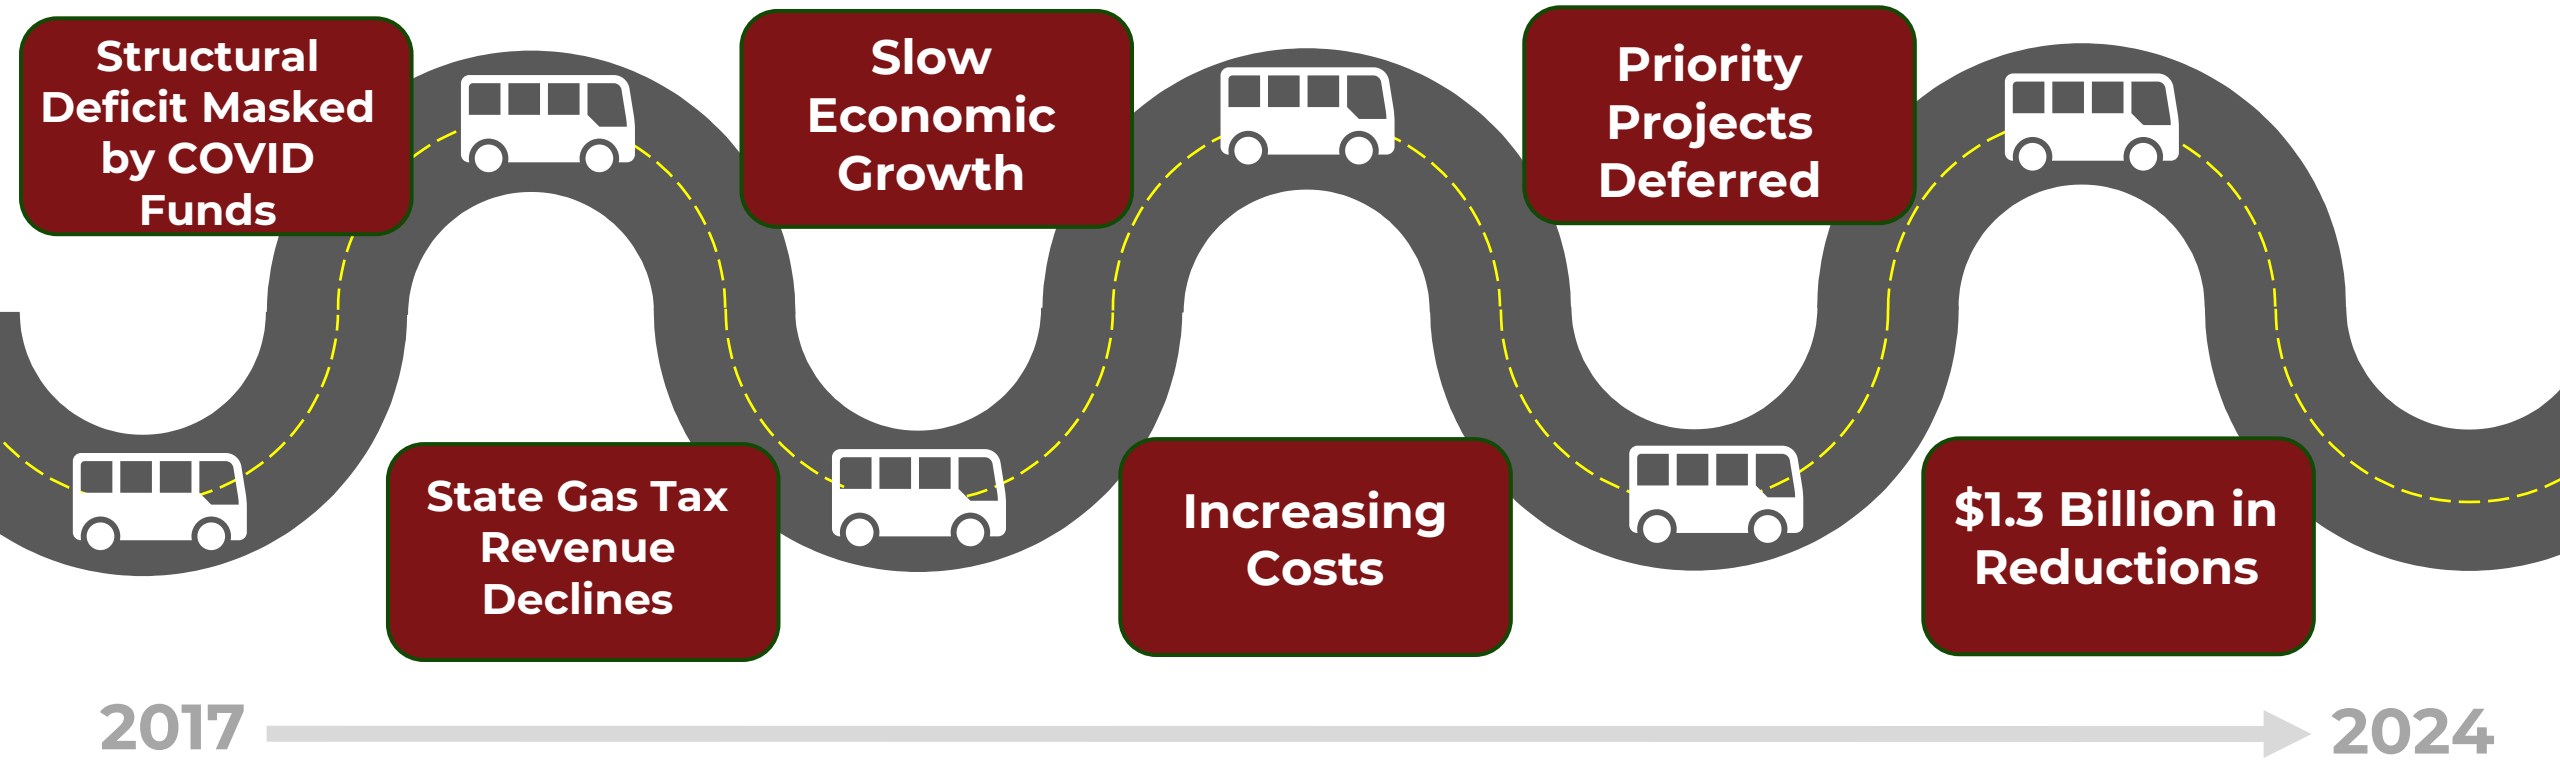 Structural
Deficit Masked
by COVID
Funds
State Gas Tax
Revenue
Declines
Slow
Economic
Growth
Increasing
Costs
Priority
Projects
Deferred
$1.3 Billion in
Reductions
2017
2024